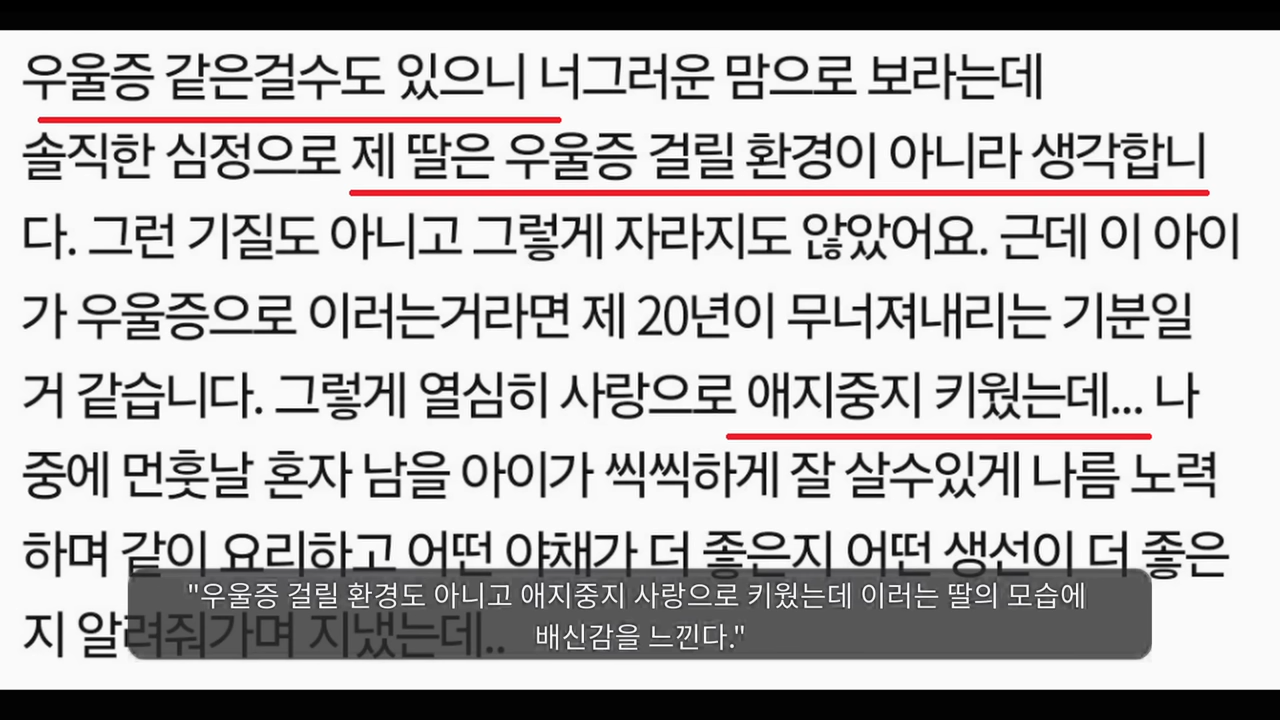 우울증 같은걸수도 있으니 너그러운 맘으로 보라는데
솔직한 심정으로 제 딸은 우울증 걸릴 환경이 아니라 생각합니
다. 그런 기질도 아니고 그렇게 자라지도 않았어요. 근데 이 아이
가 우울증으로 이러는거라면 제 20년이 무너져내리는 기분일
거 같습니다. 그렇게 열심히 사랑으로 애지중지 키웠는데... 나
중에 먼훗날 혼자 남을 아이가 씩씩하게 잘 살수있게 나름 노력
하며 같이 요리하고 어떤 야채가 더 좋은지 어떤 생선이 더 좋은
지 알려줘가며 지냈는데..
"우울증 걸릴 환경도 아니고 애지중지 사랑으로 키웠는데 이러는 딸의 모습에
배신감을 느낀다."